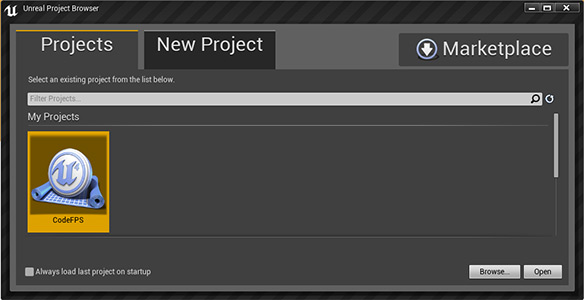 Unreal Project Browser
Projects
New Project
Marketplace
Select an existing project from the list below.
Filter Projects...
My Projects
CodeFPS
Always load last project on startup
Browse...
Open